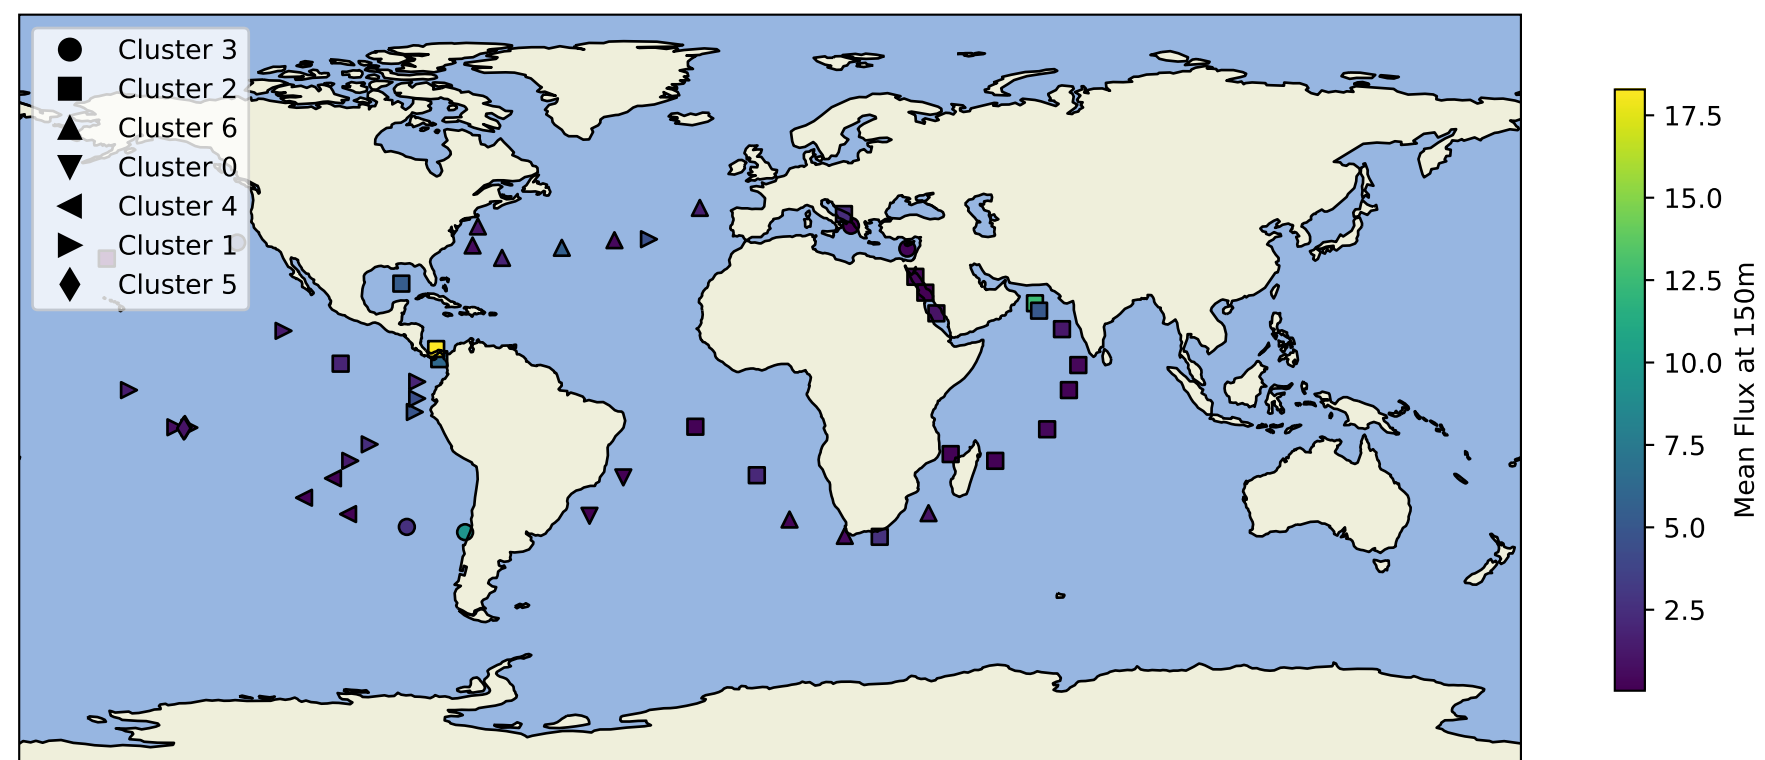 Cluster 3
Cluster 2
Cluster 6
Cluster 0
Cluster 4
Cluster 1
Cluster 5
17.5
15.0
12.5
10.0
7.5
5.0
2.5
Mean Flux at 150m